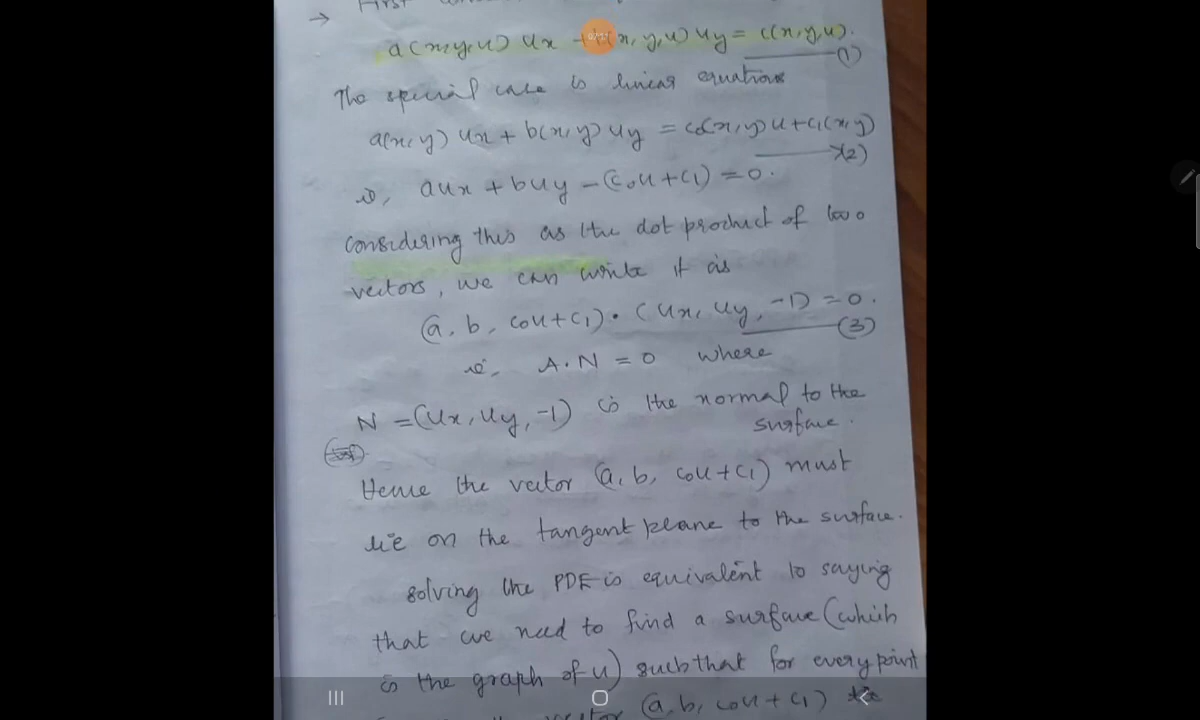 → First
a(x,y,u) ux + b(x,y,u) uy = c(x,y,u). —(1)
The special case is linear equations
a(x,y) ux + b(x,y) uy = c0(x,y)u + c1(x,y) —(2)
ie, aux + buy - (c0u + c1) = 0.
considering this as the dot product of two
vectors, we can write it as
(a, b, c0u + c1) · (ux, uy, -1) = 0. —(3)
ie, A·N = 0 where
N = (ux, uy, -1) is the normal to the
surface.
Hence the vector (a, b, c0u + c1) must
lie on the tangent plane to the surface.
solving the PDE is equivalent to saying
that we need to find a surface (which
is the graph of u) such that for every point
vector (a, b, c0u + c1)